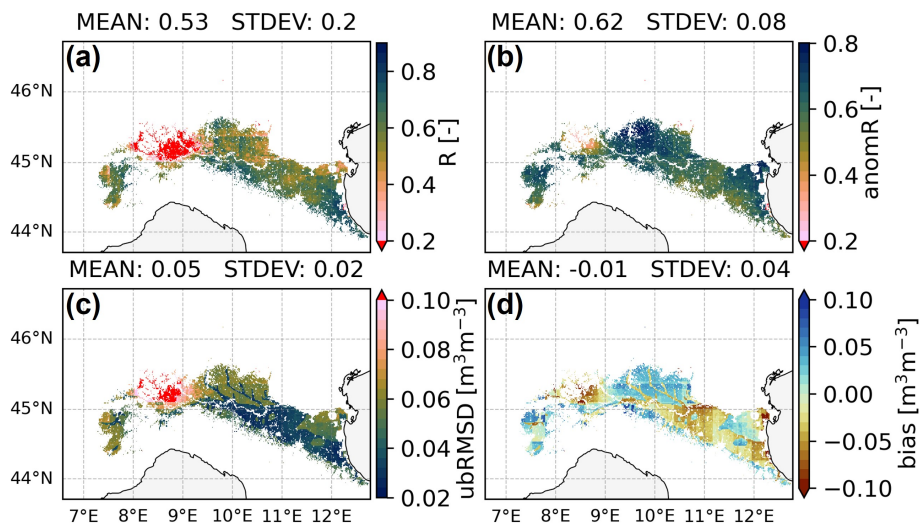 MEAN: 0.53 STDEV: 0.2
(a)
46°N
45°N
44°N
0.8
0.6
0.4
0.2
R [-]
MEAN: 0.62 STDEV: 0.08
(b)
0.8
0.6
0.4
0.2
anomR [-]
MEAN: 0.05 STDEV: 0.02
(c)
46°N
45°N
44°N
7°E 8°E 9°E 10°E 11°E 12°E
0.10
0.08
0.06
0.04
0.02
ubRMSD [m³m⁻³]
MEAN: -0.01 STDEV: 0.04
(d)
7°E 8°E 9°E 10°E 11°E 12°E
0.10
0.05
0.00
−0.05
−0.10
bias [m³m⁻³]